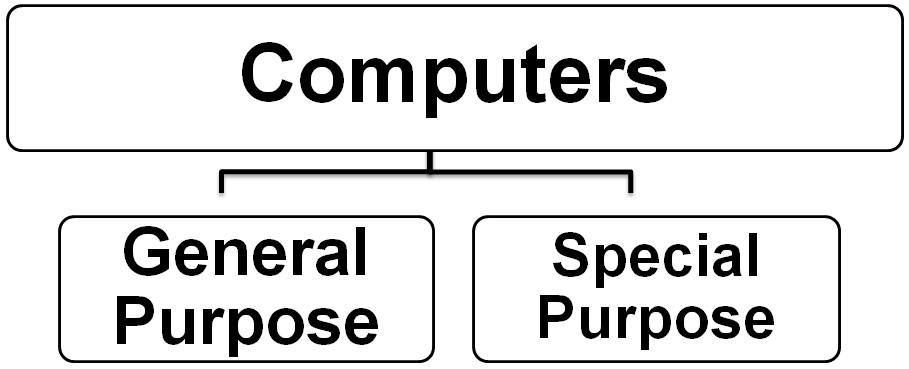 Computers
General
Purpose
Special
Purpose